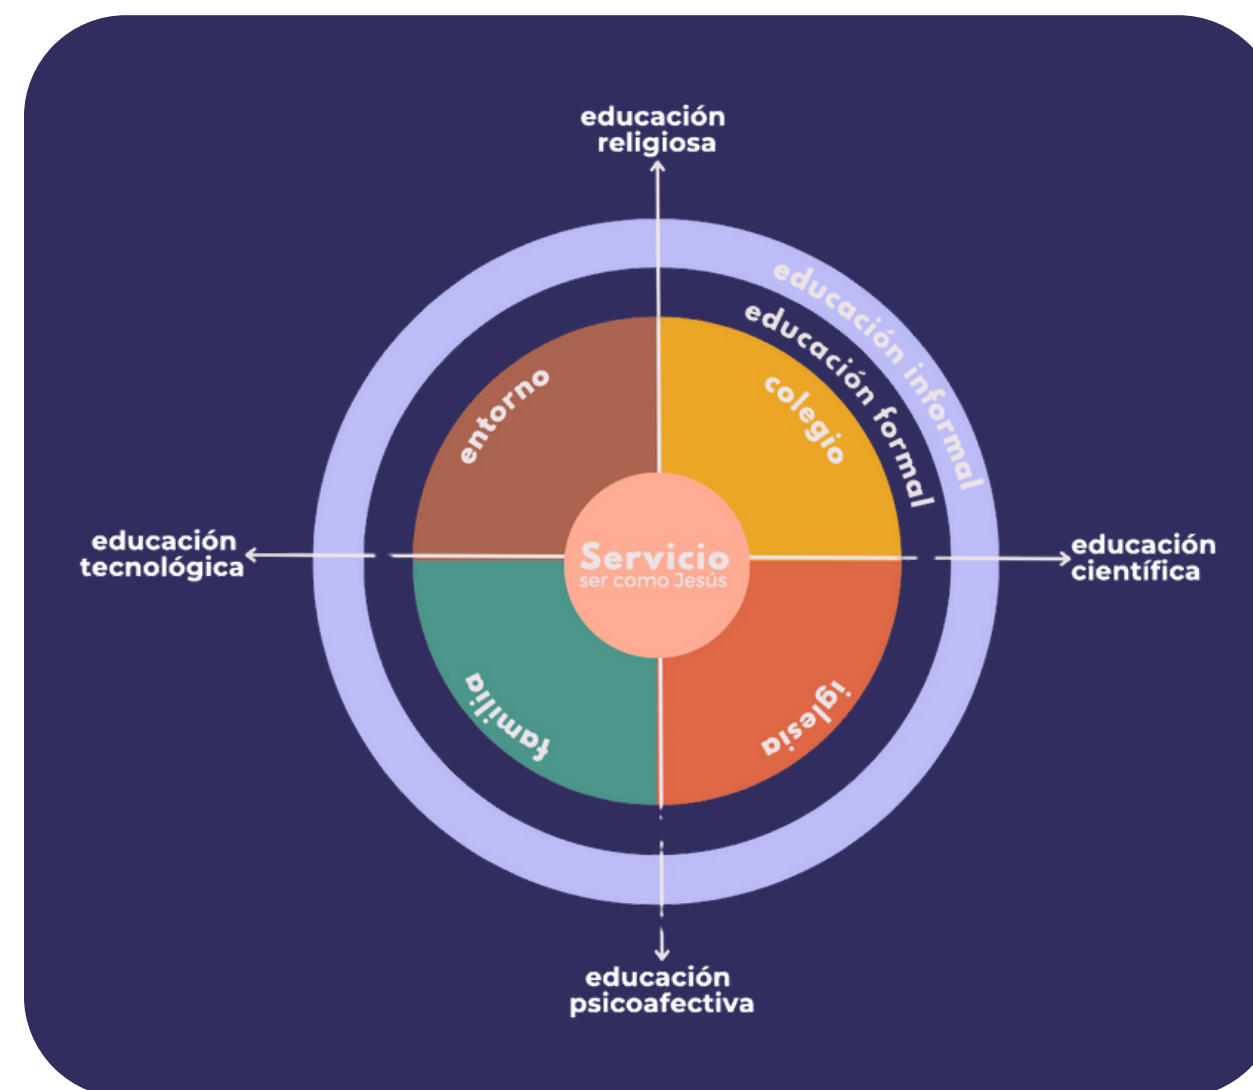 educación
religiosa
educación informal
educación formal
entorno
colegio
educación
tecnológica
Servicio
ser como Jesús
educación
científica
familia
iglesia
educación
psicoafectiva